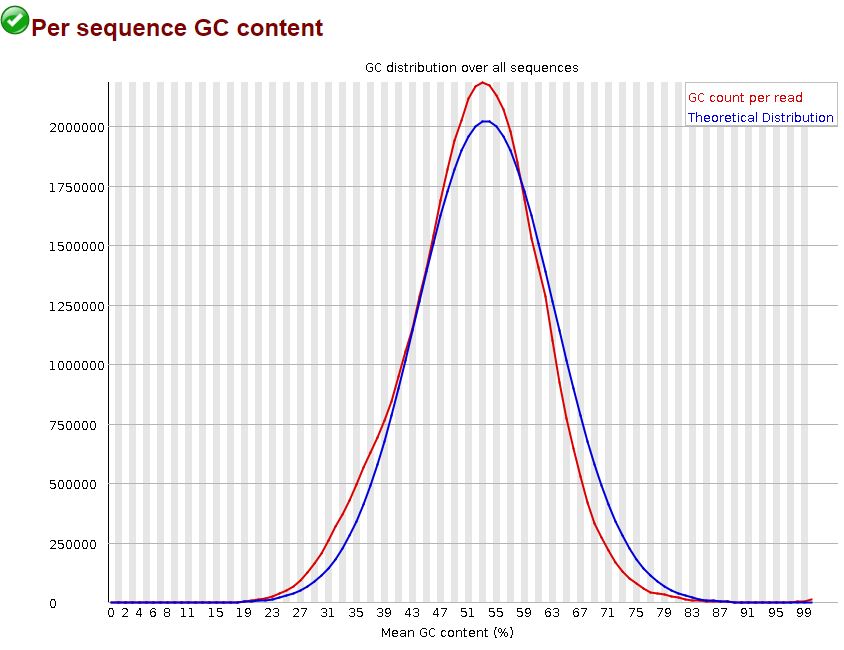 Per sequence GC content
GC distribution over all sequences
GC count per read
Theoretical Distribution
2000000
1750000
1500000
1250000
1000000
750000
500000
250000
0
0 2 4 6 8 11 15 19 23 27 31 35 39 43 47 51 55 59 63 67 71 75 79 83 87 91 95 99
Mean GC content (%)